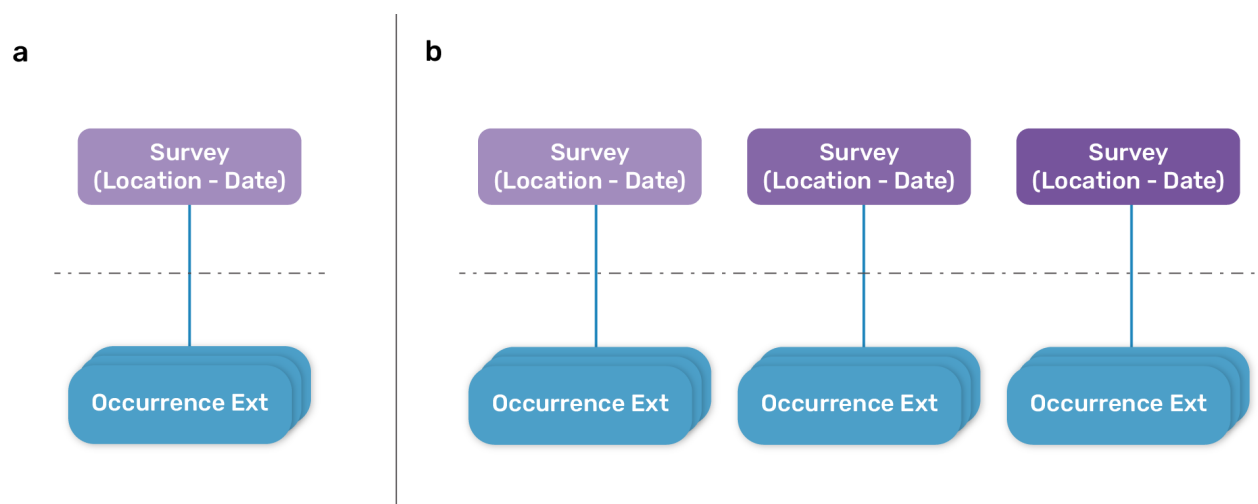 a
Survey
(Location - Date)
Occurrence Ext
b
Survey
(Location - Date)
Survey
(Location - Date)
Survey
(Location - Date)
Occurrence Ext
Occurrence Ext
Occurrence Ext